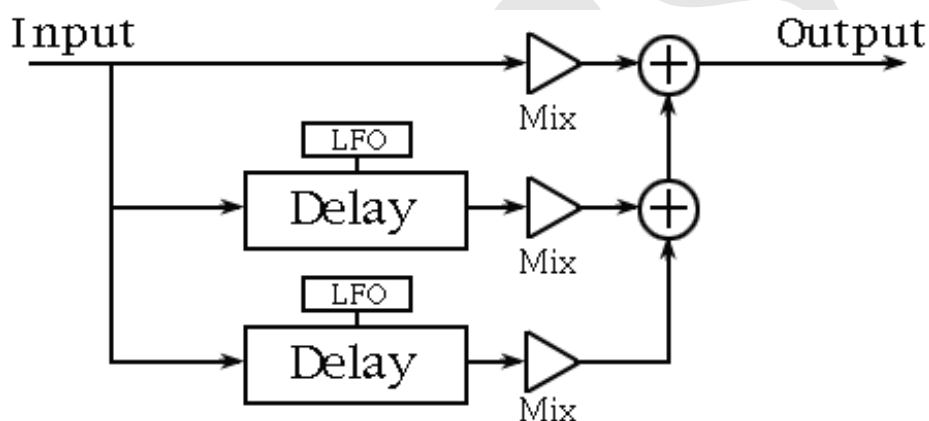 Input
Output
Mix
LFO
Delay
Mix
LFO
Delay
Mix